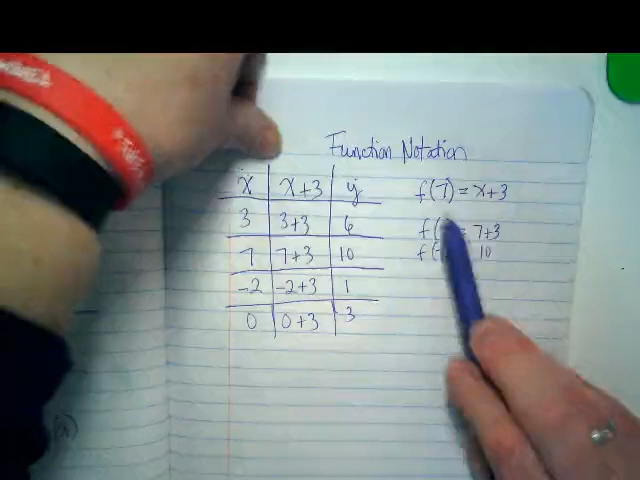 Function Notation
x | x+3 | y
3 | 3+3 | 6
7 | 7+3 | 10
-2 | -2+3 | 1
0 | 0+3 | 3
f(7) = x+3
f( = 7+3
f( 10